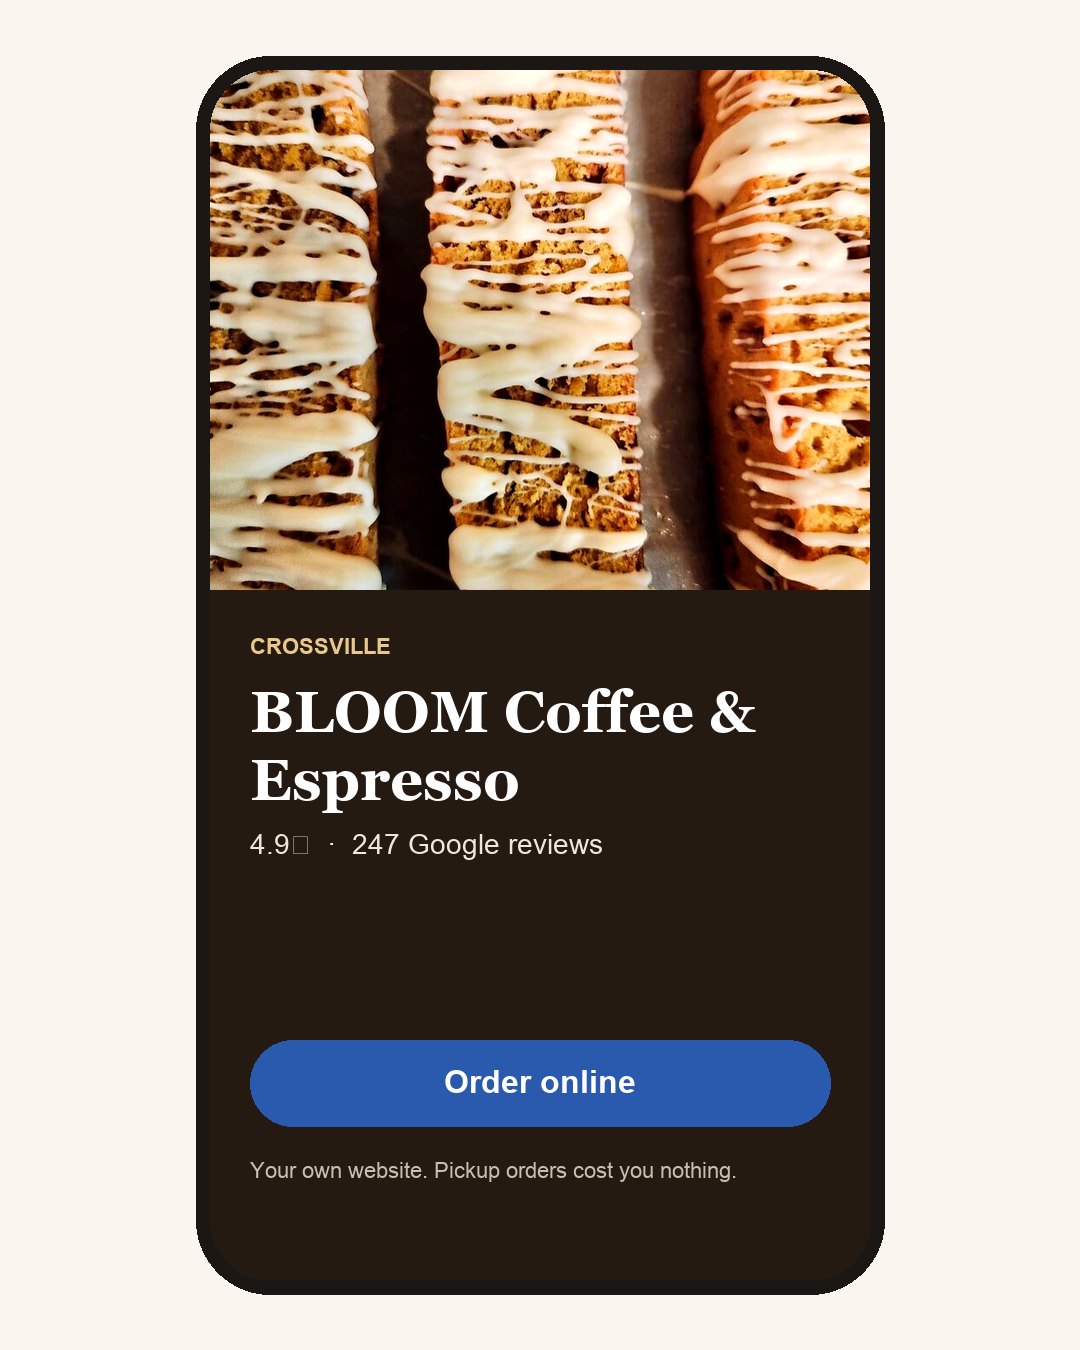 CROSSVILLE
BLOOM Coffee &
Espresso
4.9□ · 247 Google reviews
Order online
Your own website. Pickup orders cost you nothing.